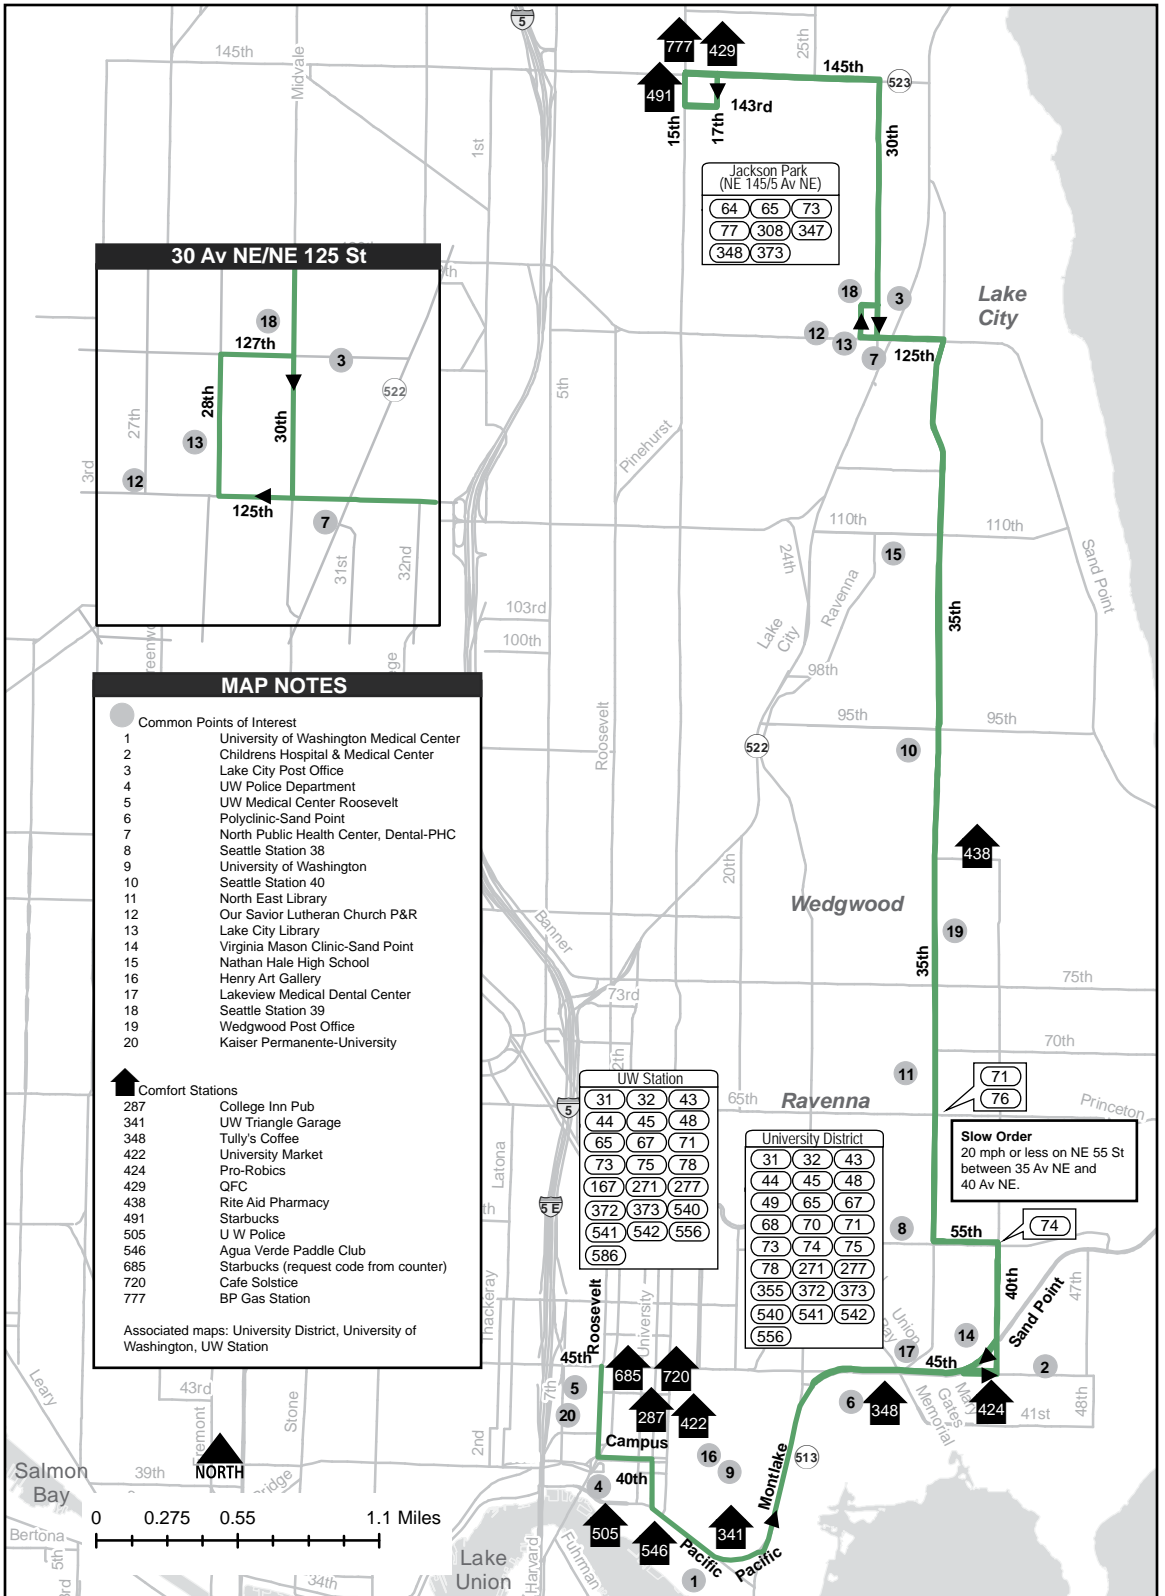 5
777
429
491
145th
Midvale
25th
145th
523
1st
15th
17th
143rd
30th
Jackson Park
(NE 145/5 Av NE)
64 65 73
77 308 347
348 373
30 Av NE/NE 125 St
18
127th
3
522
28th
27th
30th
13
3rd
12
125th
7
31st
32nd
18
3
Lake
City
12
13
7
125th
5th
Pinehurst
110th
110th
24th
15
Ravenna
Sand Point
103rd
100th
35th
Lake
City
98th
95th
95th
522
10
Roosevelt
438
20th
Wedgwood
19
Banner
35th
75th
73rd
70th
11
71
76
65th
Ravenna
Princeton
MAP NOTES
Common Points of Interest
1 University of Washington Medical Center
2 Childrens Hospital & Medical Center
3 Lake City Post Office
4 UW Police Department
5 UW Medical Center Roosevelt
6 Polyclinic-Sand Point
7 North Public Health Center, Dental-PHC
8 Seattle Station 38
9 University of Washington
10 Seattle Station 40
11 North East Library
12 Our Savior Lutheran Church P&R
13 Lake City Library
14 Virginia Mason Clinic-Sand Point
15 Nathan Hale High School
16 Henry Art Gallery
17 Lakeview Medical Dental Center
18 Seattle Station 39
19 Wedgwood Post Office
20 Kaiser Permanente-University
Comfort Stations
287 College Inn Pub
341 UW Triangle Garage
348 Tully's Coffee
422 University Market
424 Pro-Robics
429 QFC
438 Rite Aid Pharmacy
491 Starbucks
505 U W Police
546 Agua Verde Paddle Club
685 Starbucks (request code from counter)
720 Cafe Solstice
777 BP Gas Station
Associated maps: University District, University of
Washington, UW Station
UW Station
31 32 43
44 45 48
65 67 71
73 75 78
167 271 277
372 373 540
541 542 556
586
University District
31 32 43
44 45 48
49 65 67
68 70 71
73 74 75
78 271 277
355 372 373
540 541 542
556
Slow Order
20 mph or less on NE 55 St
between 35 Av NE and
40 Av NE.
5
5 E
Latona
Thackeray
8
55th
74
40th
47th
Sand Point
Roosevelt
University
Union
Bay
14
17
45th
45th
2
5
7th
685
720
6
348
424
Mary
Gates
Memorial
41st
48th
20
287
422
Campus
2nd
40th
16
9
513
Montlake
4
505
546
341
Pacific
Pacific
1
Leary
43rd
Fremont
Stone
NORTH
39th
Salmon
Bay
0 0.275 0.55 1.1 Miles
Bertona
5th
34th
Harvard
Fuhrman
Lake
Union